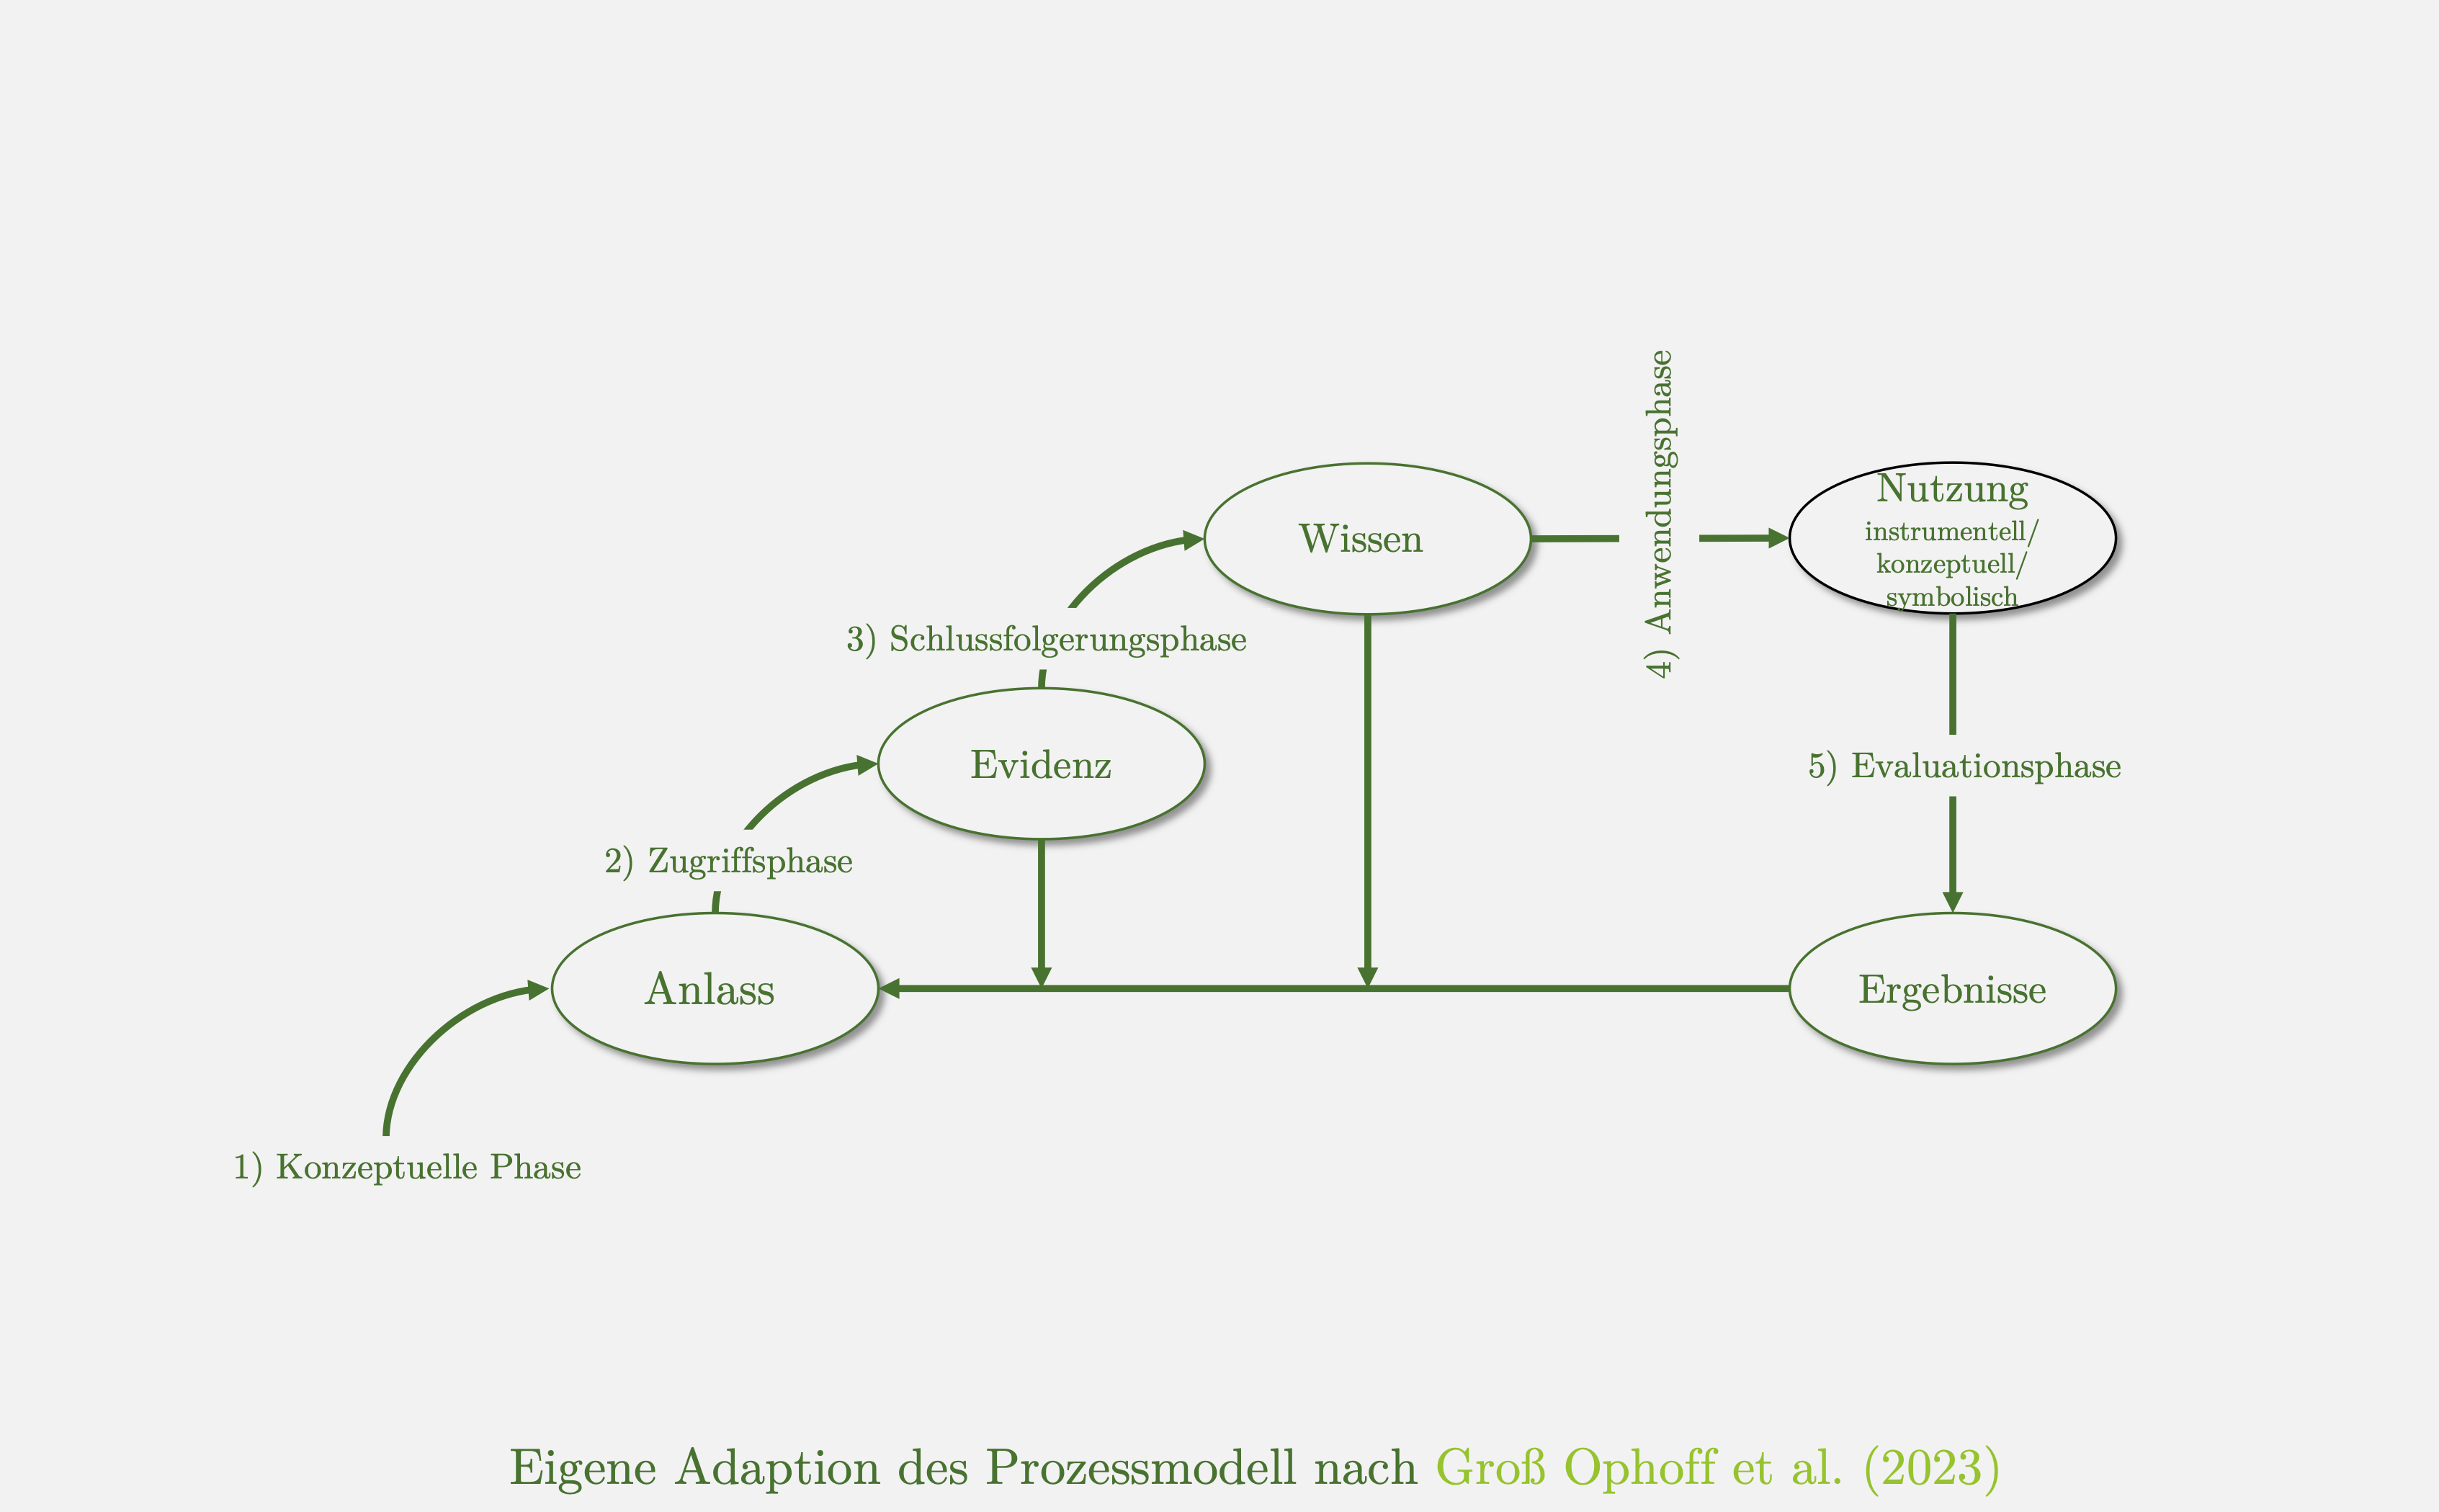 4) Anwendungsphase
Wissen
Nutzung
instrumentell/
konzeptuell/
symbolisch
3) Schlussfolgerungsphase
Evidenz
5) Evaluationsphase
2) Zugriffsphase
Anlass
Ergebnisse
1) Konzeptuelle Phase
Eigene Adaption des Prozessmodell nach Groß Ophoff et al. (2023)